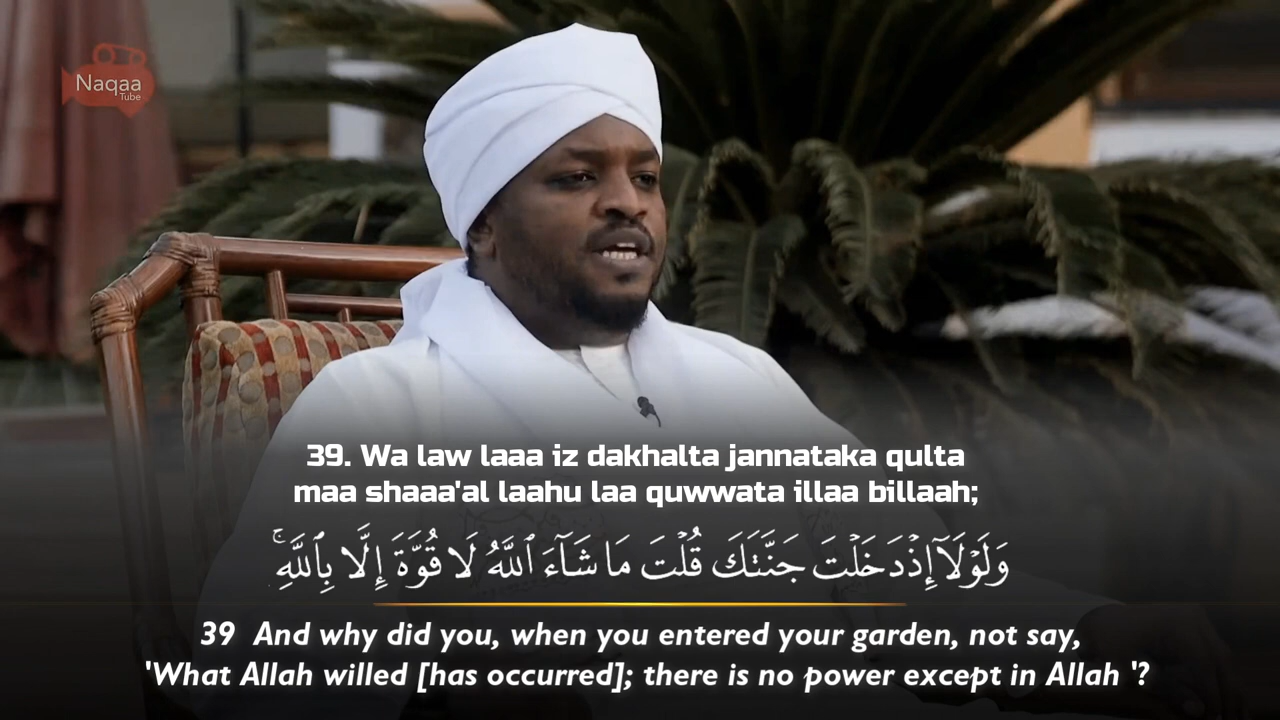 Naqaa
Tube
39. Wa law laaa iz dakhalta jannataka qulta
maa shaaa'al laahu laa quwwata illaa billaah;
وَلَوْلَآ إِذْ دَخَلْتَ جَنَّتَكَ قُلْتَ مَا شَآءَ ٱللَّهُ لَا قُوَّةَ إِلَّا بِٱللَّهِ ۚ
39 And why did you, when you entered your garden, not say,
'What Allah willed [has occurred]; there is no power except in Allah '?